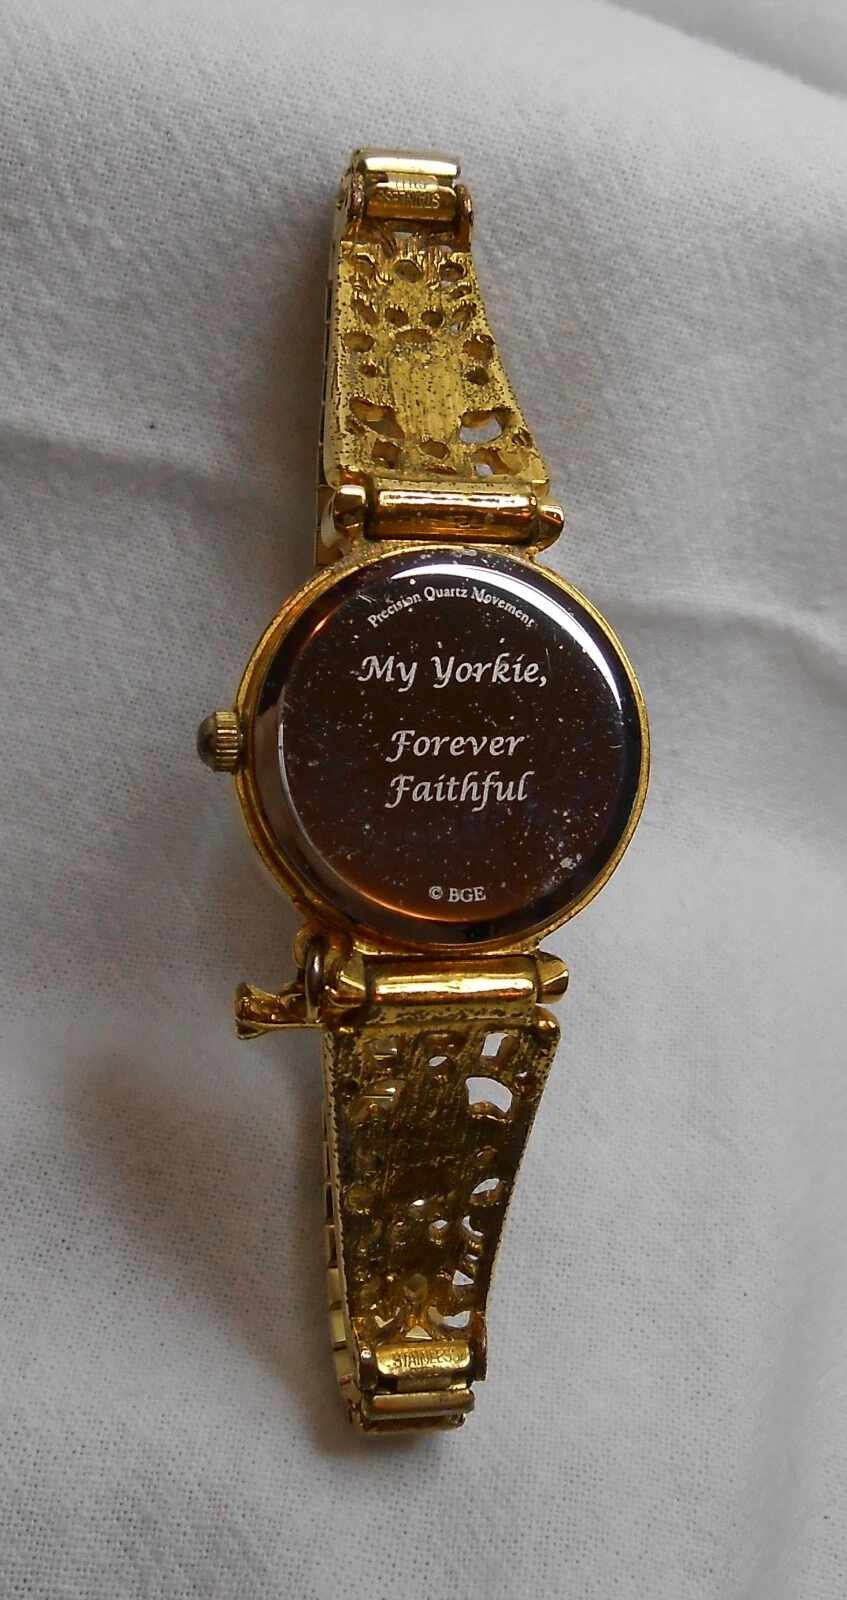 STAINLESS
Precision Quartz Movement
My Yorkie,
Forever
Faithful
© BGE
STAINLESS